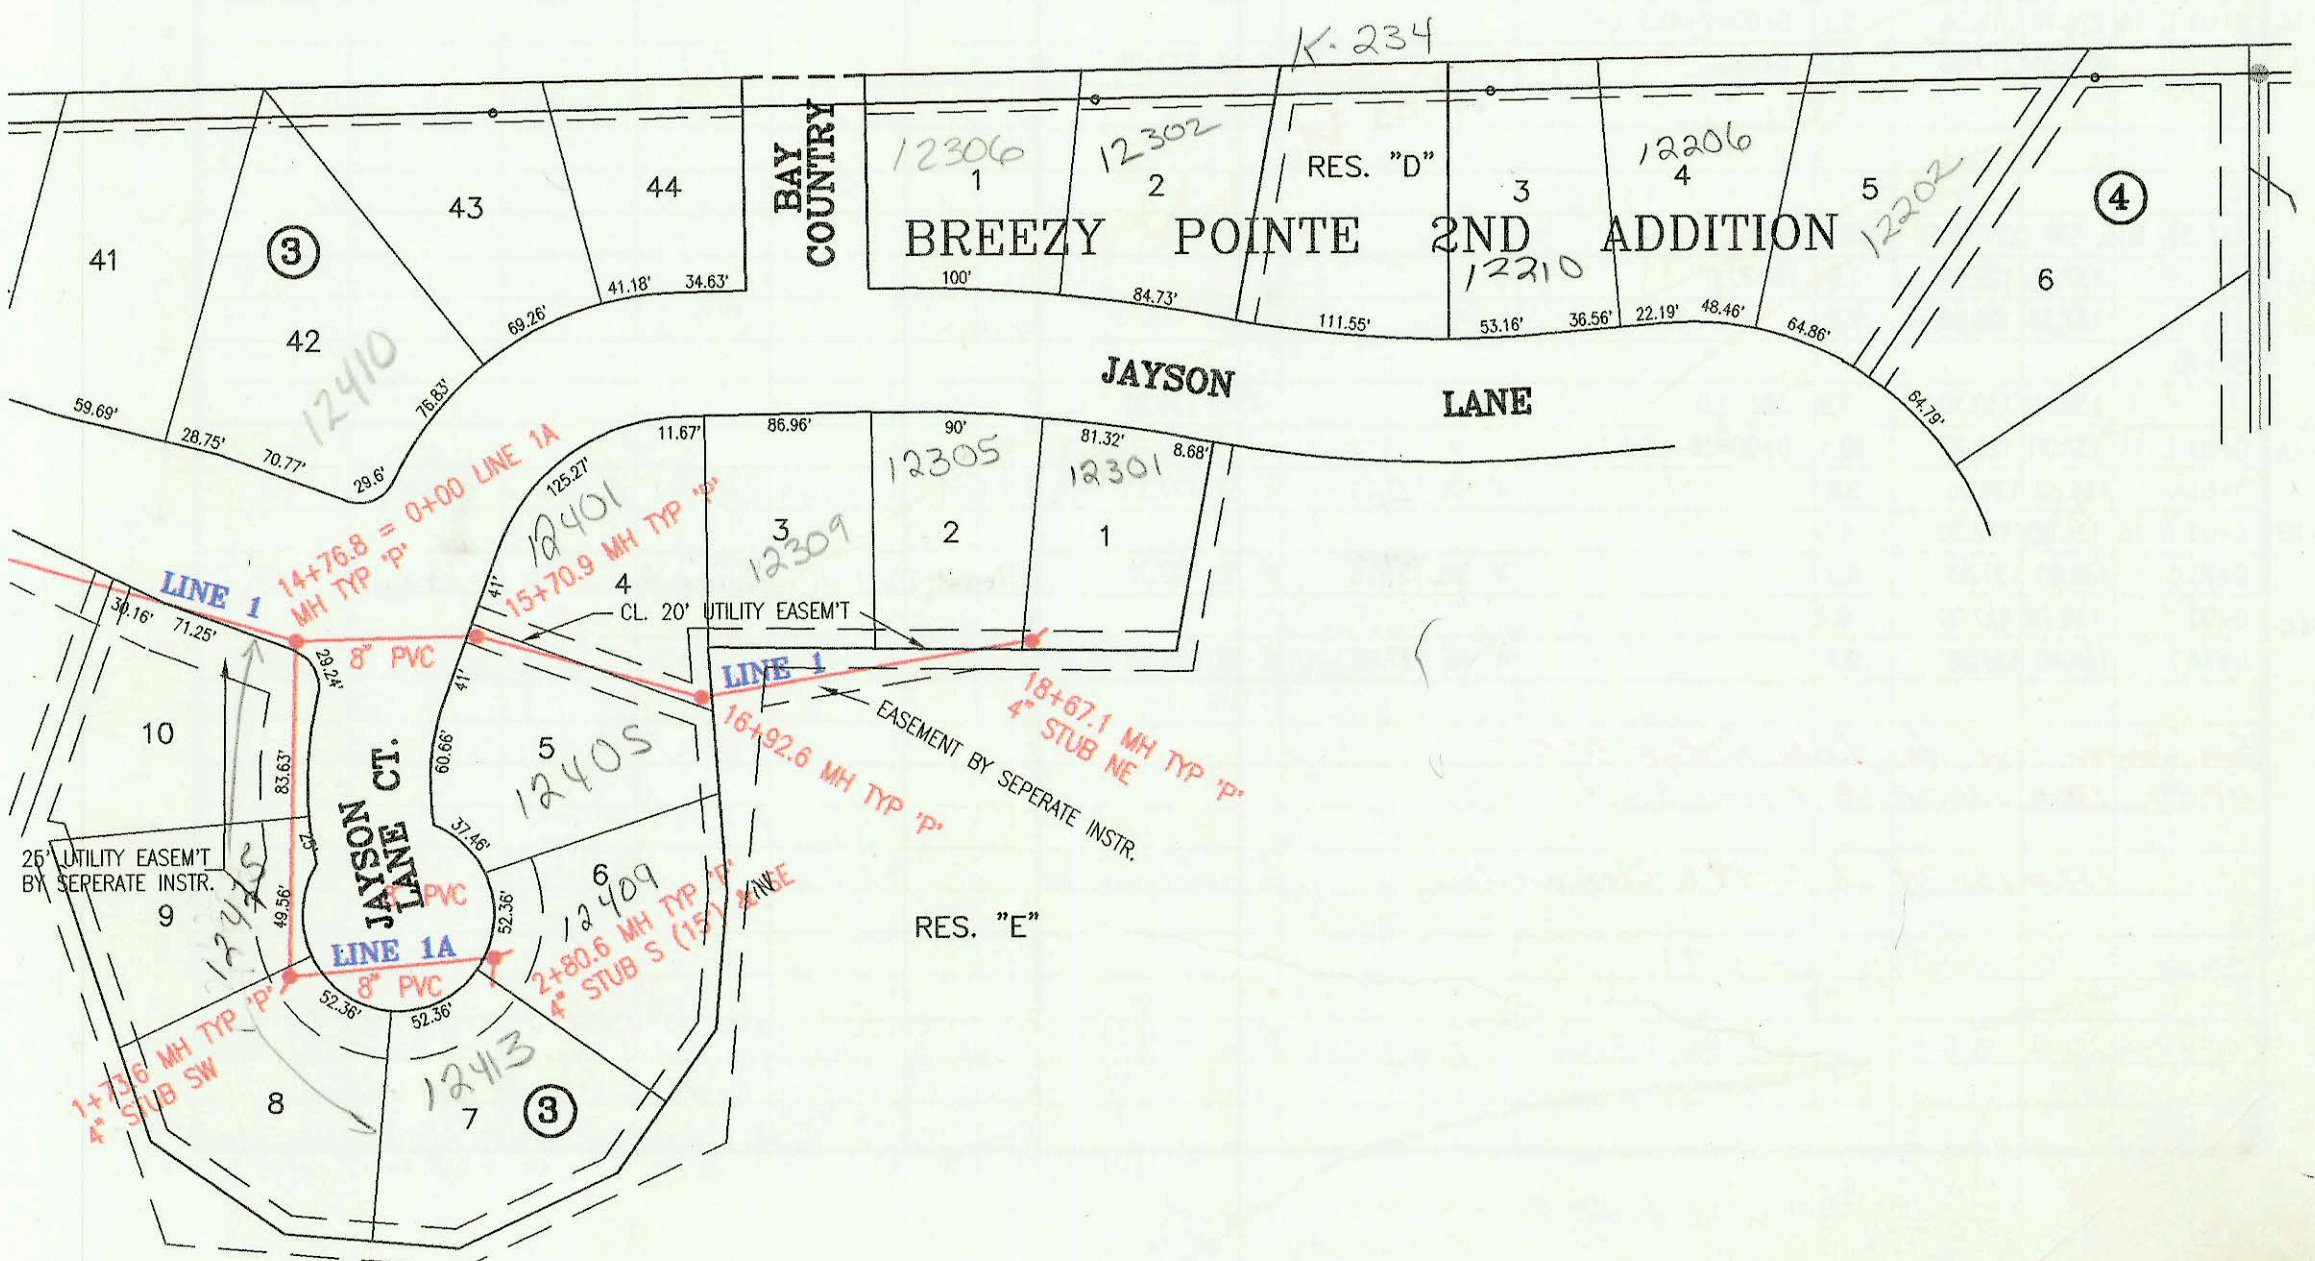 K-234
BAY
COUNTRY
12306
1
12302
2
RES. "D"
3
12206
4
5
12202
④
6
41
③
42
43
44
12410
BREEZY POINTE 2ND ADDITION
12210
59.69'
28.75'
70.77'
29.6'
76.83'
69.26'
41.18'
34.63'
100'
84.73'
111.55'
53.16'
36.56'
22.19'
48.46'
64.86'
64.79'
JAYSON LANE
11.67'
86.96'
90'
81.32'
8.68'
125.27'
12401
4
3
12309
12305
2
12301
1
41'
14+76.8 = 0+00 LINE 1A
MH TYP 'P'
15+70.9 MH TYP 'P'
CL. 20' UTILITY EASEM'T
LINE 1
30.16'
71.25'
29.24'
8" PVC
41'
LINE 1
18+67.1 MH TYP 'P'
4" STUB NE
16+92.6 MH TYP 'P'
EASEMENT BY SEPERATE INSTR.
10
83.63'
60.66'
5
12405
JAYSON
LANE CT.
37.46'
25'
25' UTILITY EASEM'T
BY SEPERATE INSTR.
9
49.56'
8" PVC
52.36'
6
12409
RES. "E"
LINE 1A
8" PVC
2+80.6 MH TYP 'P'
4" STUB S (15') & SE
52.36'
52.36'
1+73.6 MH TYP 'P'
4" STUB SW
8
12413
7
③